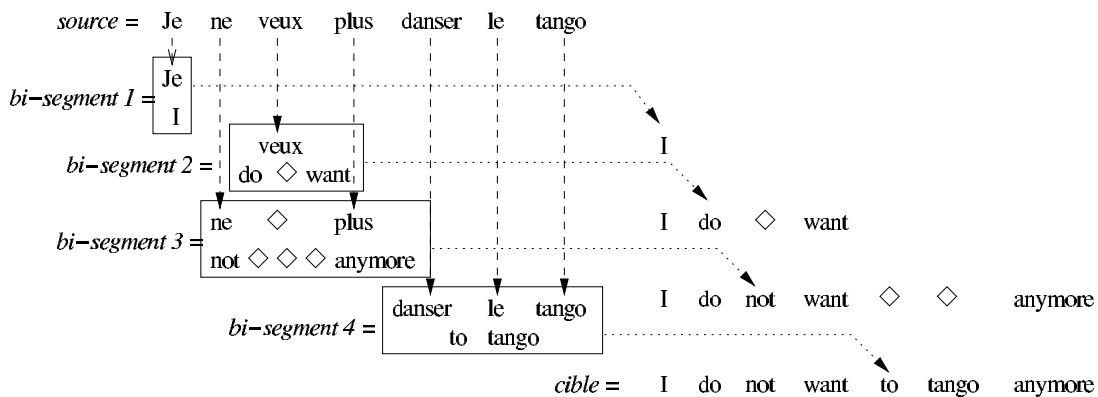 source = Je ne veux plus danser le tango
bi−segment 1 = Je
I
I
bi−segment 2 = veux
do ◇ want
I do ◇ want
bi−segment 3 = ne ◇ plus
not ◇ ◇ ◇ anymore
I do not want ◇ ◇ anymore
bi−segment 4 = danser le tango
to tango
cible = I do not want to tango anymore